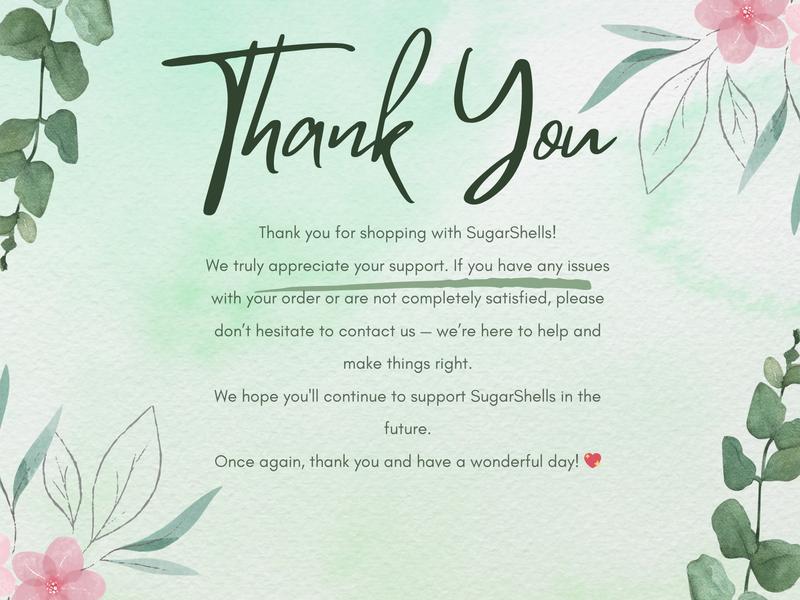 Thank You
Thank you for shopping with SugarShells!
We truly appreciate your support. If you have any issues
with your order or are not completely satisfied, please
don’t hesitate to contact us — we’re here to help and
make things right.
We hope you'll continue to support SugarShells in the
future.
Once again, thank you and have a wonderful day! 💖